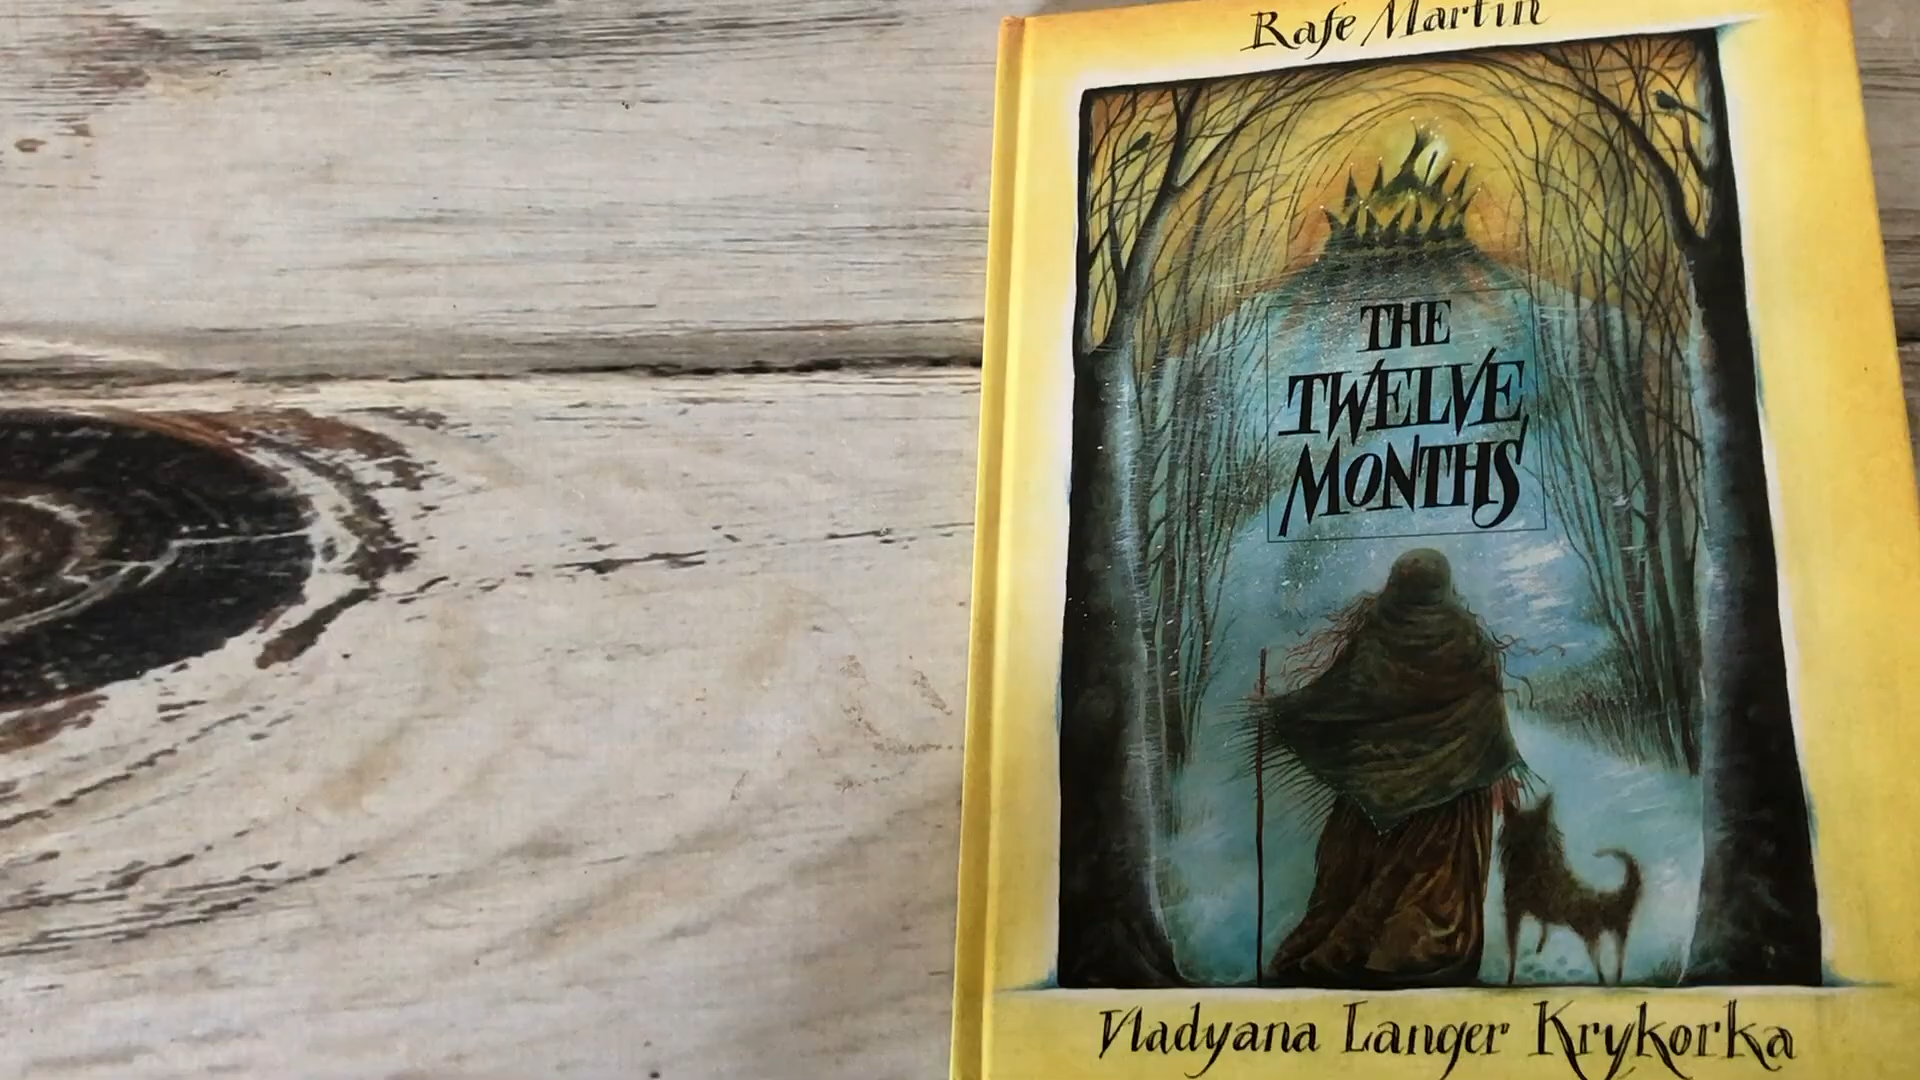 Rafe Martin
THE
TWELVE
MONTHS
Vladyana Langer Krykorka